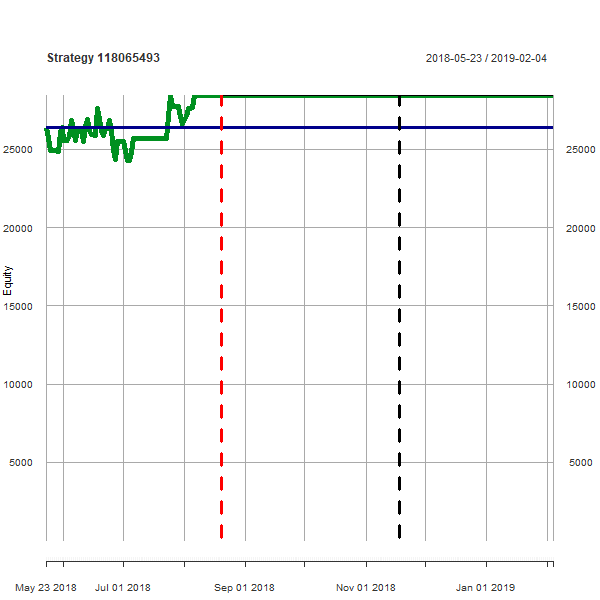 Strategy 118065493
2018-05-23 / 2019-02-04
Equity
25000
25000
20000
20000
15000
15000
10000
10000
5000
5000
May 23 2018
Jul 01 2018
Sep 01 2018
Nov 01 2018
Jan 01 2019